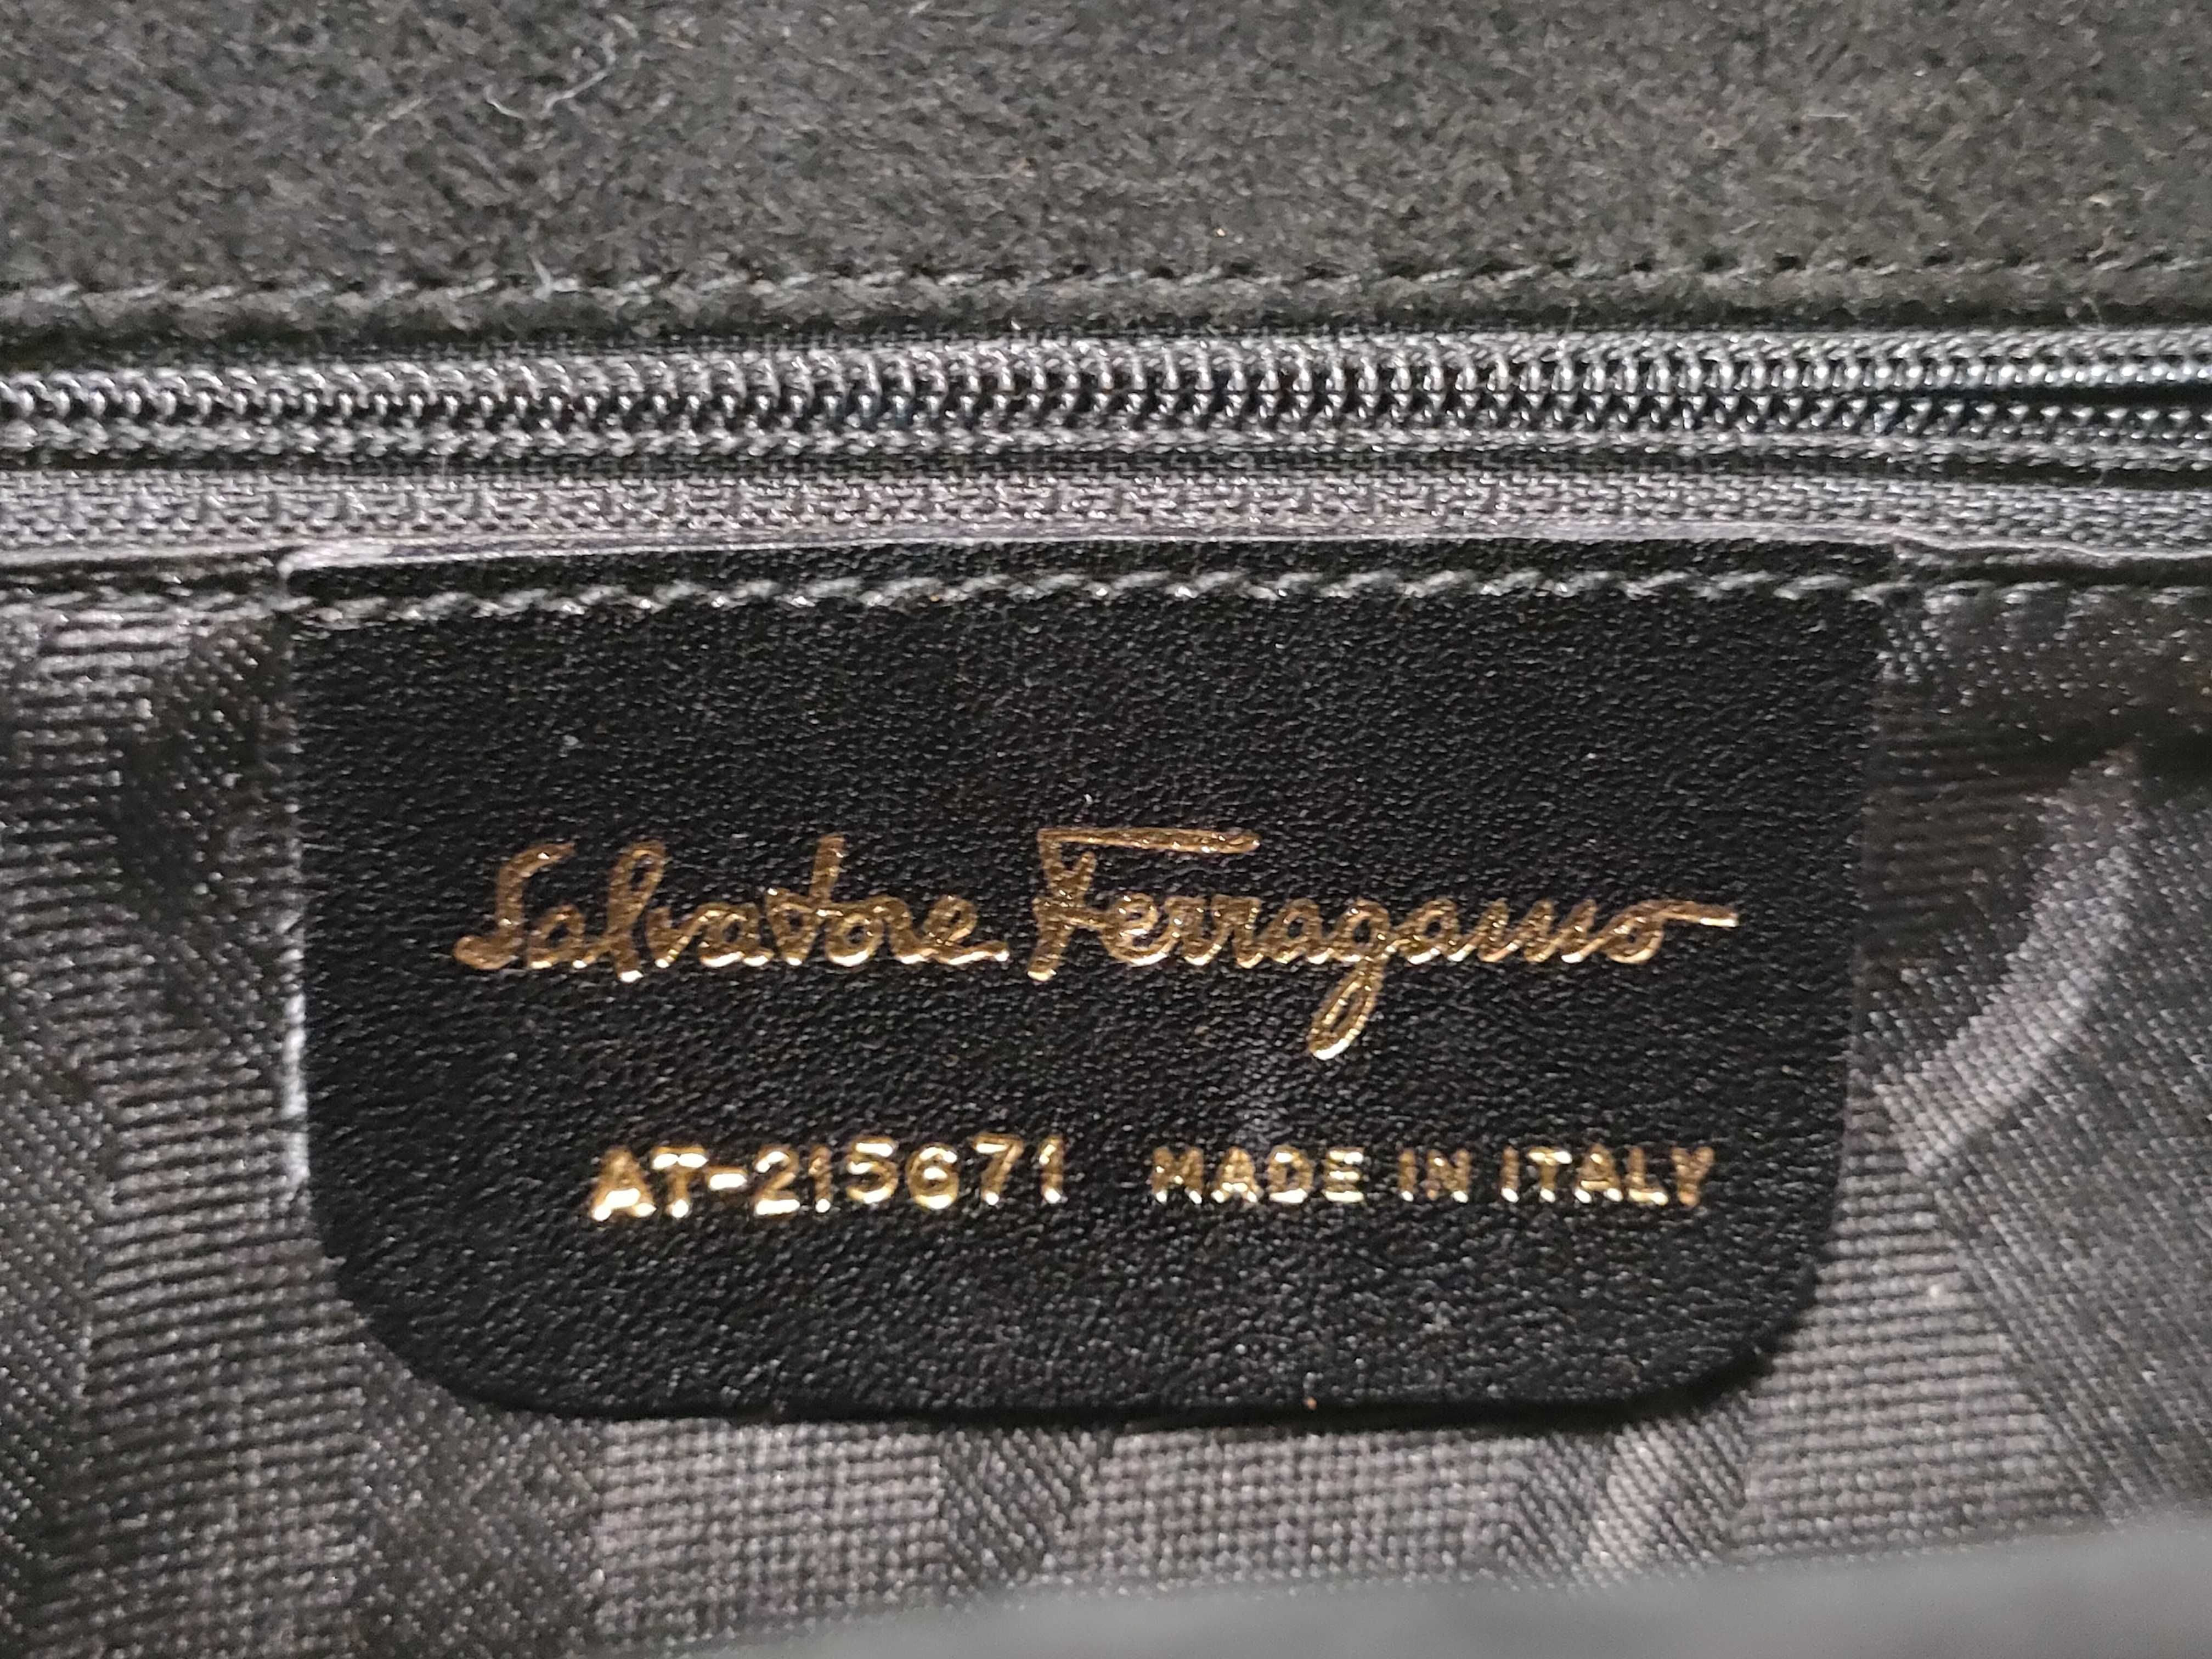 Salvatore Ferragamo
AT-215671 MADE IN ITALY